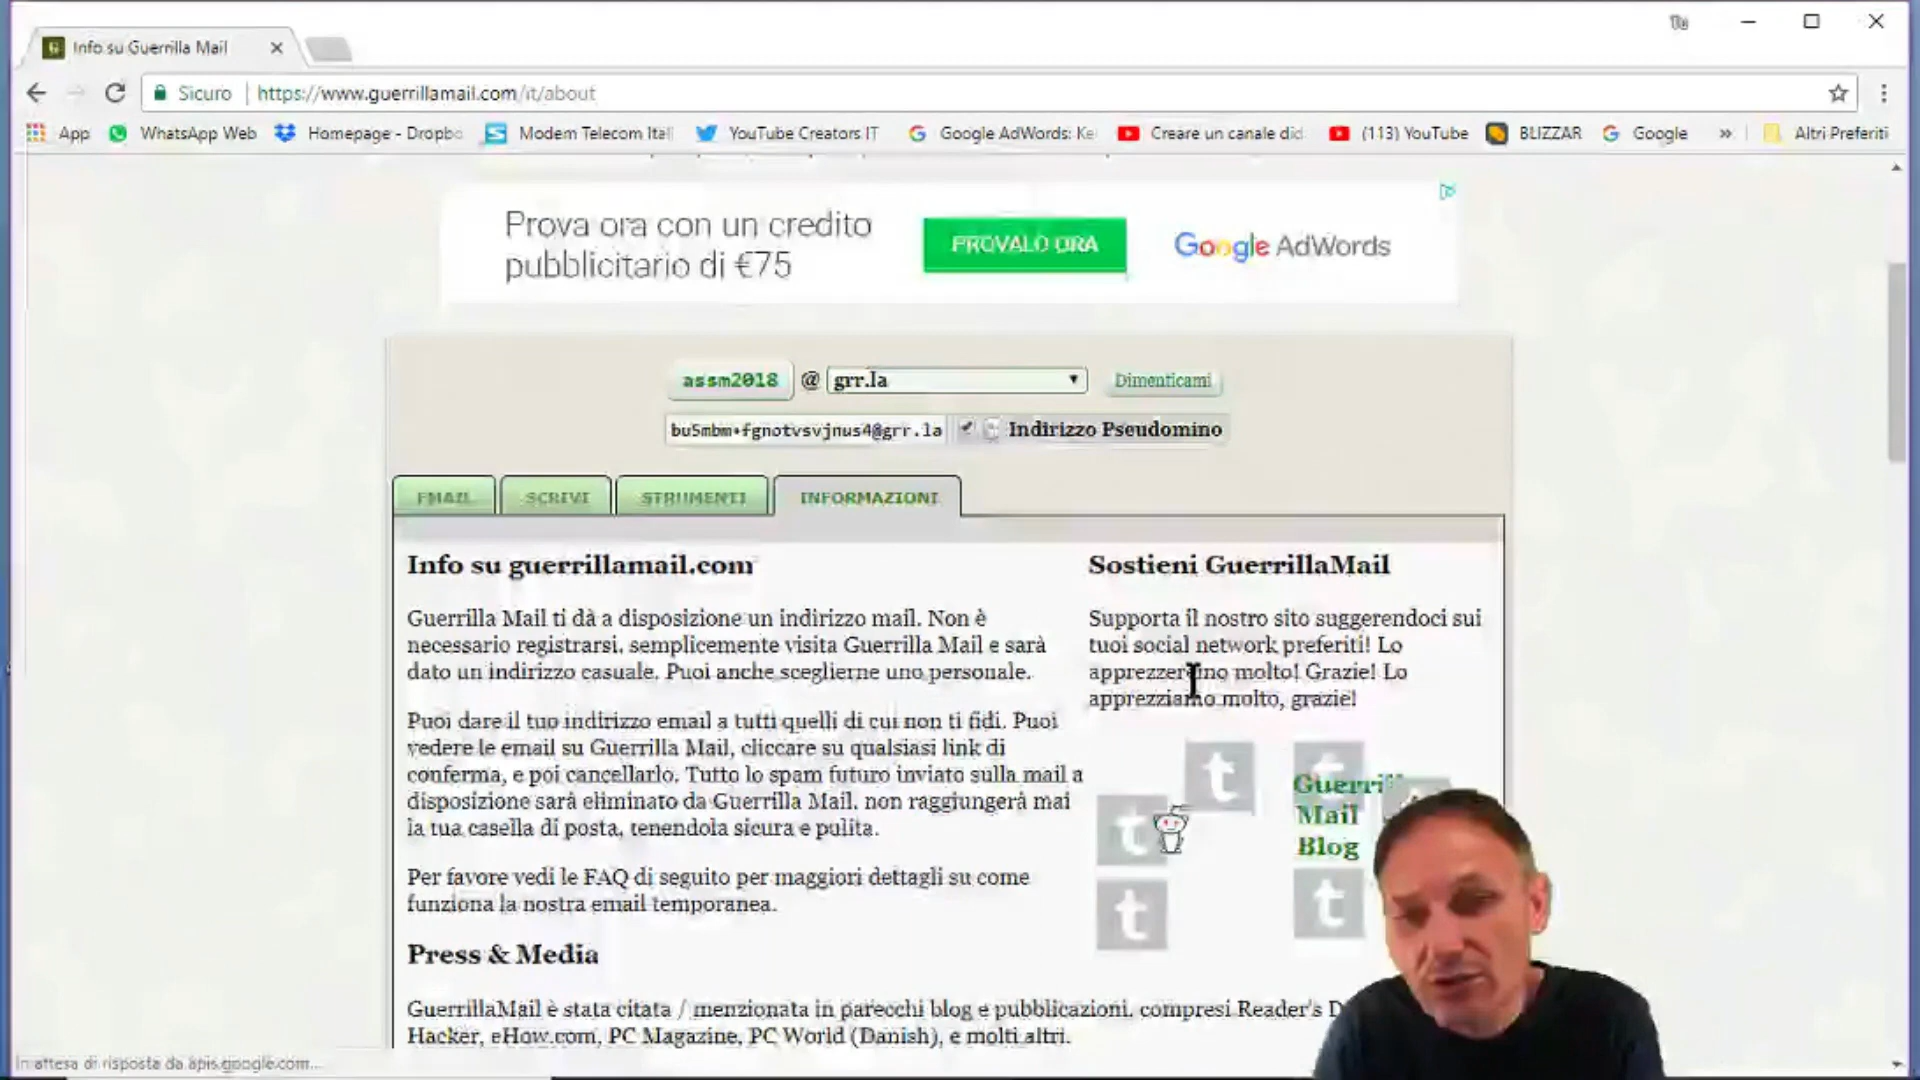 Info su Guerrilla Mail
Sicuro https://www.guerrillamail.com/it/about
App WhatsApp Web Homepage - Dropbo Modem Telecom Itali YouTube Creators IT Google AdWords: Ke Creare un canale did (113) YouTube BLIZZAR Google » Altri Preferiti
Prova ora con un credito
pubblicitario di €75
PROVALO ORA
Google AdWords
assm2018 @ grr.la Dimenticami
bu5mbm+fgnotvsvjnus4@grr.la Indirizzo Pseudomino
EMAIL SCRIVI STRUMENTI INFORMAZIONI
Info su guerrillamail.com
Guerrilla Mail ti dà a disposizione un indirizzo mail. Non è
necessario registrarsi, semplicemente visita Guerrilla Mail e sarà
dato un indirizzo casuale. Puoi anche sceglierne uno personale.
Puoi dare il tuo indirizzo email a tutti quelli di cui non ti fidi. Puoi
vedere le email su Guerrilla Mail, cliccare su qualsiasi link di
conferma, e poi cancellarlo. Tutto lo spam futuro inviato sulla mail a
disposizione sarà eliminato da Guerrilla Mail, non raggiungerà mai
la tua casella di posta, tenendola sicura e pulita.
Per favore vedi le FAQ di seguito per maggiori dettagli su come
funziona la nostra email temporanea.
Sostieni GuerrillaMail
Supporta il nostro sito suggerendoci sui
tuoi social network preferiti! Lo
apprezzeremo molto! Grazie! Lo
apprezziamo molto, grazie!
Mail
Blog
Press & Media
GuerrillaMail è stata citata / menzionata in parecchi blog e pubblicazioni, compresi Reader's D
Hacker, eHow.com, PC Magazine, PC World (Danish), e molti altri.
In attesa di risposta da apis.google.com...